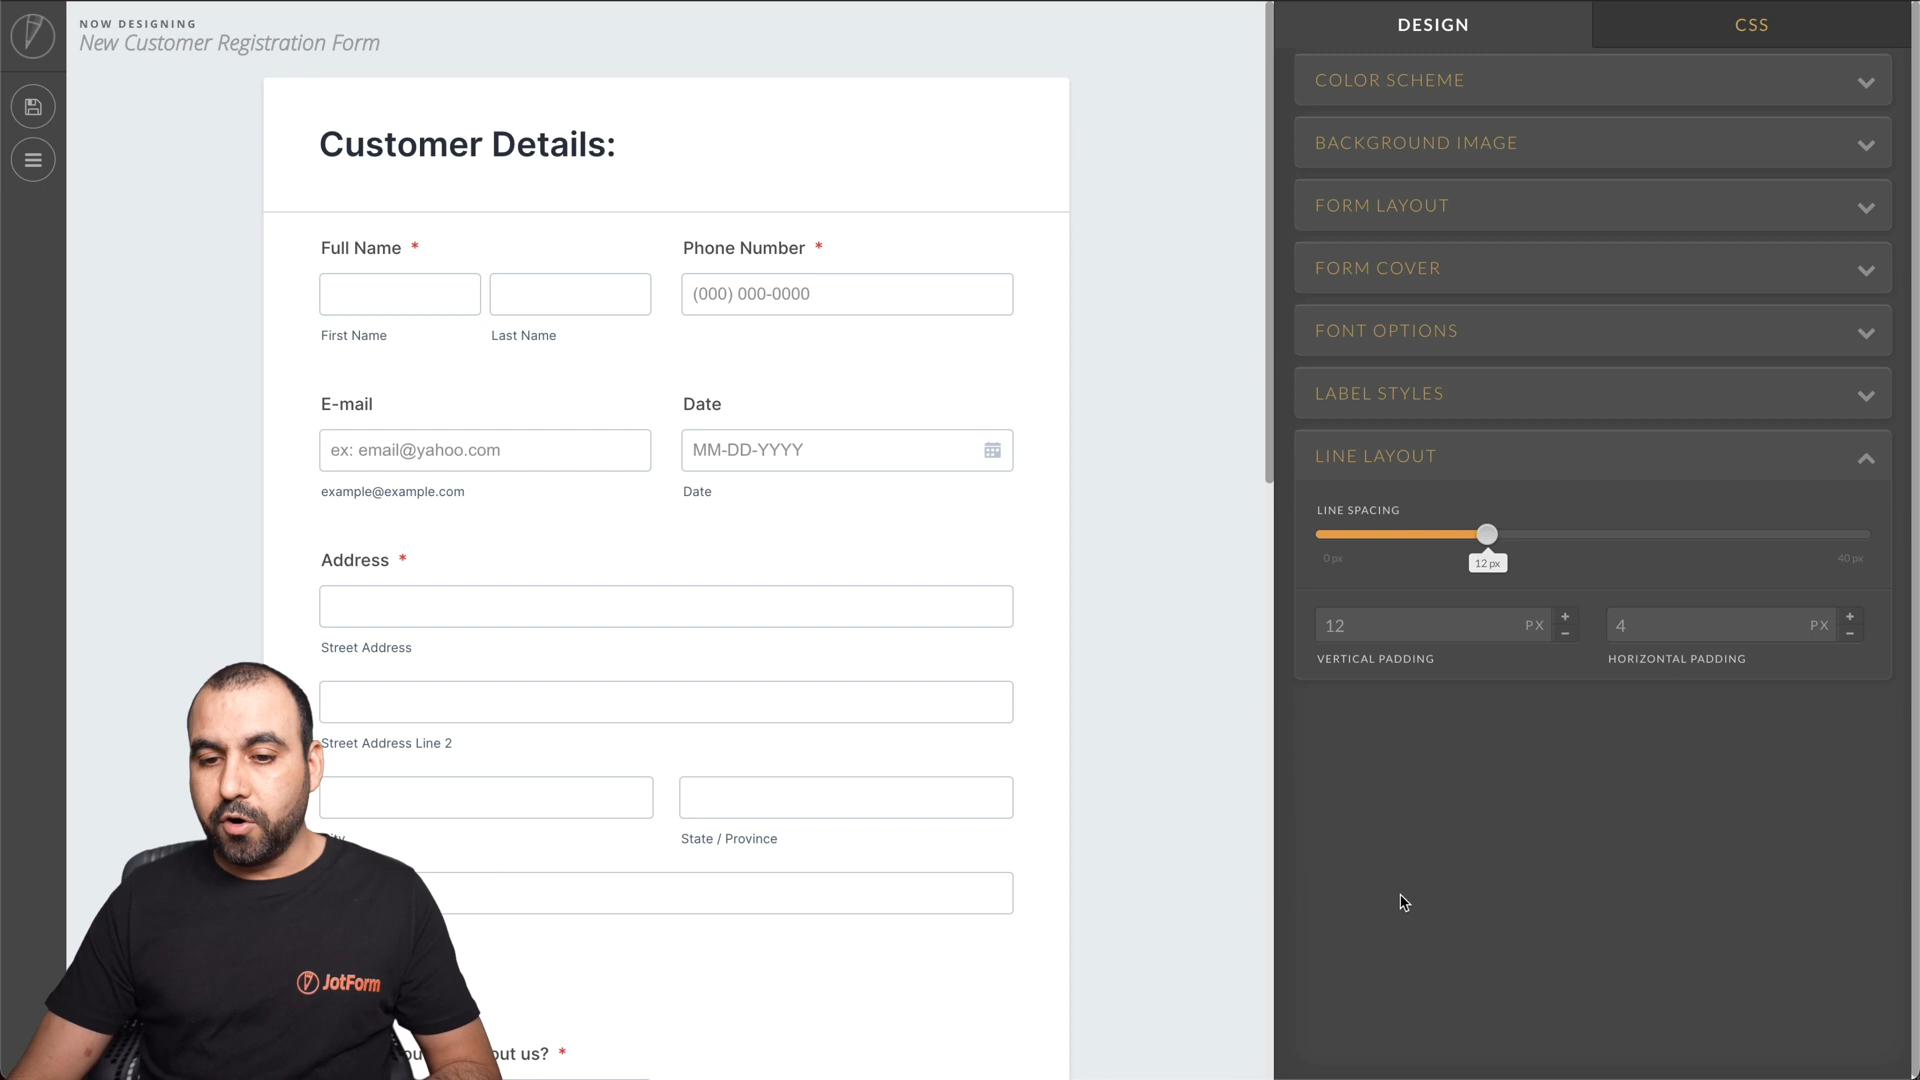 NOW DESIGNING
New Customer Registration Form
DESIGN
CSS
COLOR SCHEME
BACKGROUND IMAGE
FORM LAYOUT
FORM COVER
FONT OPTIONS
LABEL STYLES
LINE LAYOUT
LINE SPACING
0 px
40 px
12 px
12 PX + -
4 PX + -
VERTICAL PADDING
HORIZONTAL PADDING
Customer Details:
Full Name *
Phone Number *
(000) 000-0000
First Name
Last Name
E-mail
Date
ex: email@yahoo.com
MM-DD-YYYY
example@example.com
Date
Address *
Street Address
Street Address Line 2
State / Province
JotForm
us? *